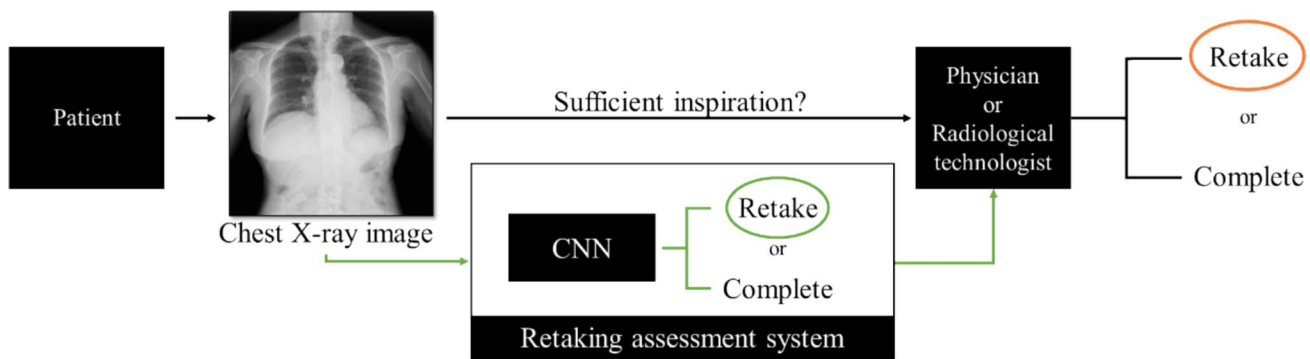 Patient
Chest X-ray image
Sufficient inspiration?
CNN
Retake
or
Complete
Retaking assessment system
Physician
or
Radiological
technologist
Retake
or
Complete